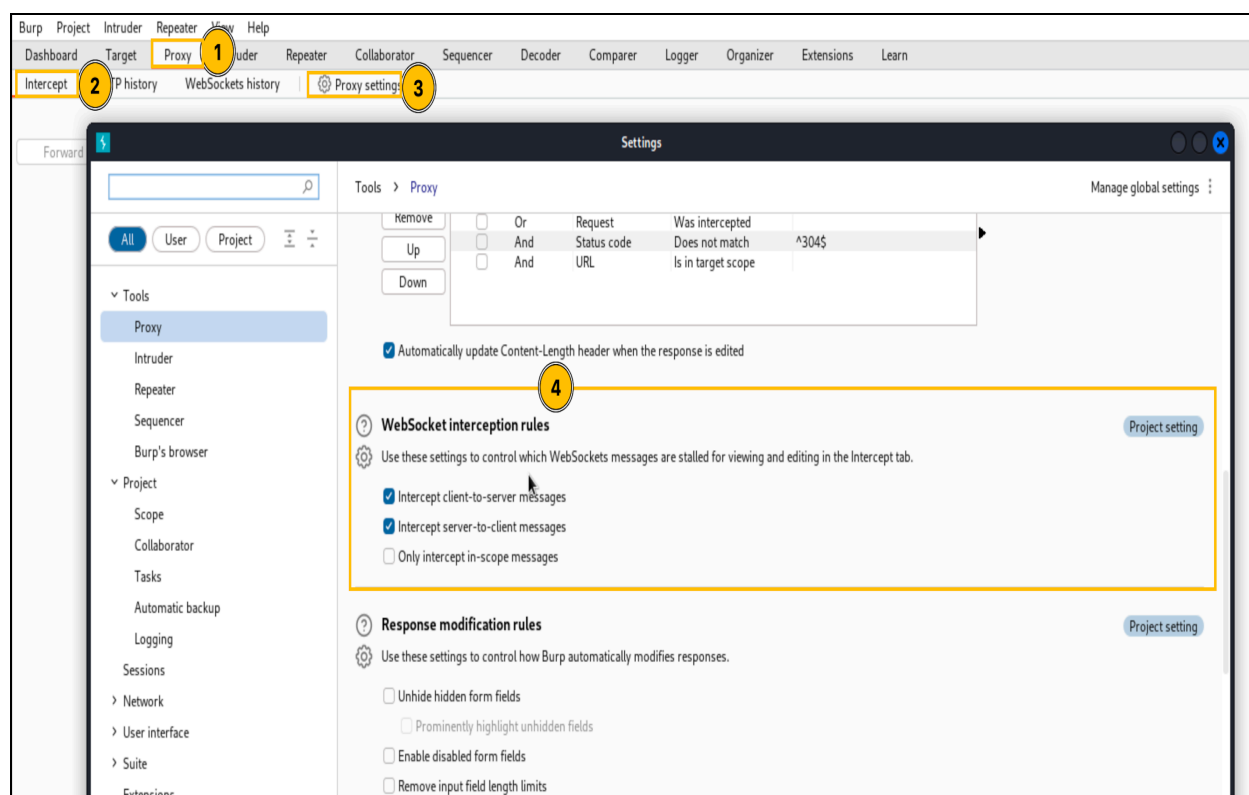 Burp Project Intruder Repeater View Help
Dashboard Target Proxy 1 uder Repeater Collaborator Sequencer Decoder Comparer Logger Organizer Extensions Learn
Intercept 2 TP history WebSockets history Proxy settings 3
Forward
Settings
Tools > Proxy
Manage global settings
All User Project
Remove
Up
Down
Or Request Was intercepted
And Status code Does not match ^304$
And URL Is in target scope
Automatically update Content-Length header when the response is edited
4
WebSocket interception rules
Project setting
Use these settings to control which WebSockets messages are stalled for viewing and editing in the Intercept tab.
Intercept client-to-server messages
Intercept server-to-client messages
Only intercept in-scope messages
Response modification rules
Project setting
Use these settings to control how Burp automatically modifies responses.
Unhide hidden form fields
Prominently highlight unhidden fields
Enable disabled form fields
Remove input field length limits
Tools
Proxy
Intruder
Repeater
Sequencer
Burp's browser
Project
Scope
Collaborator
Tasks
Automatic backup
Logging
Sessions
Network
User interface
Suite
Extensions